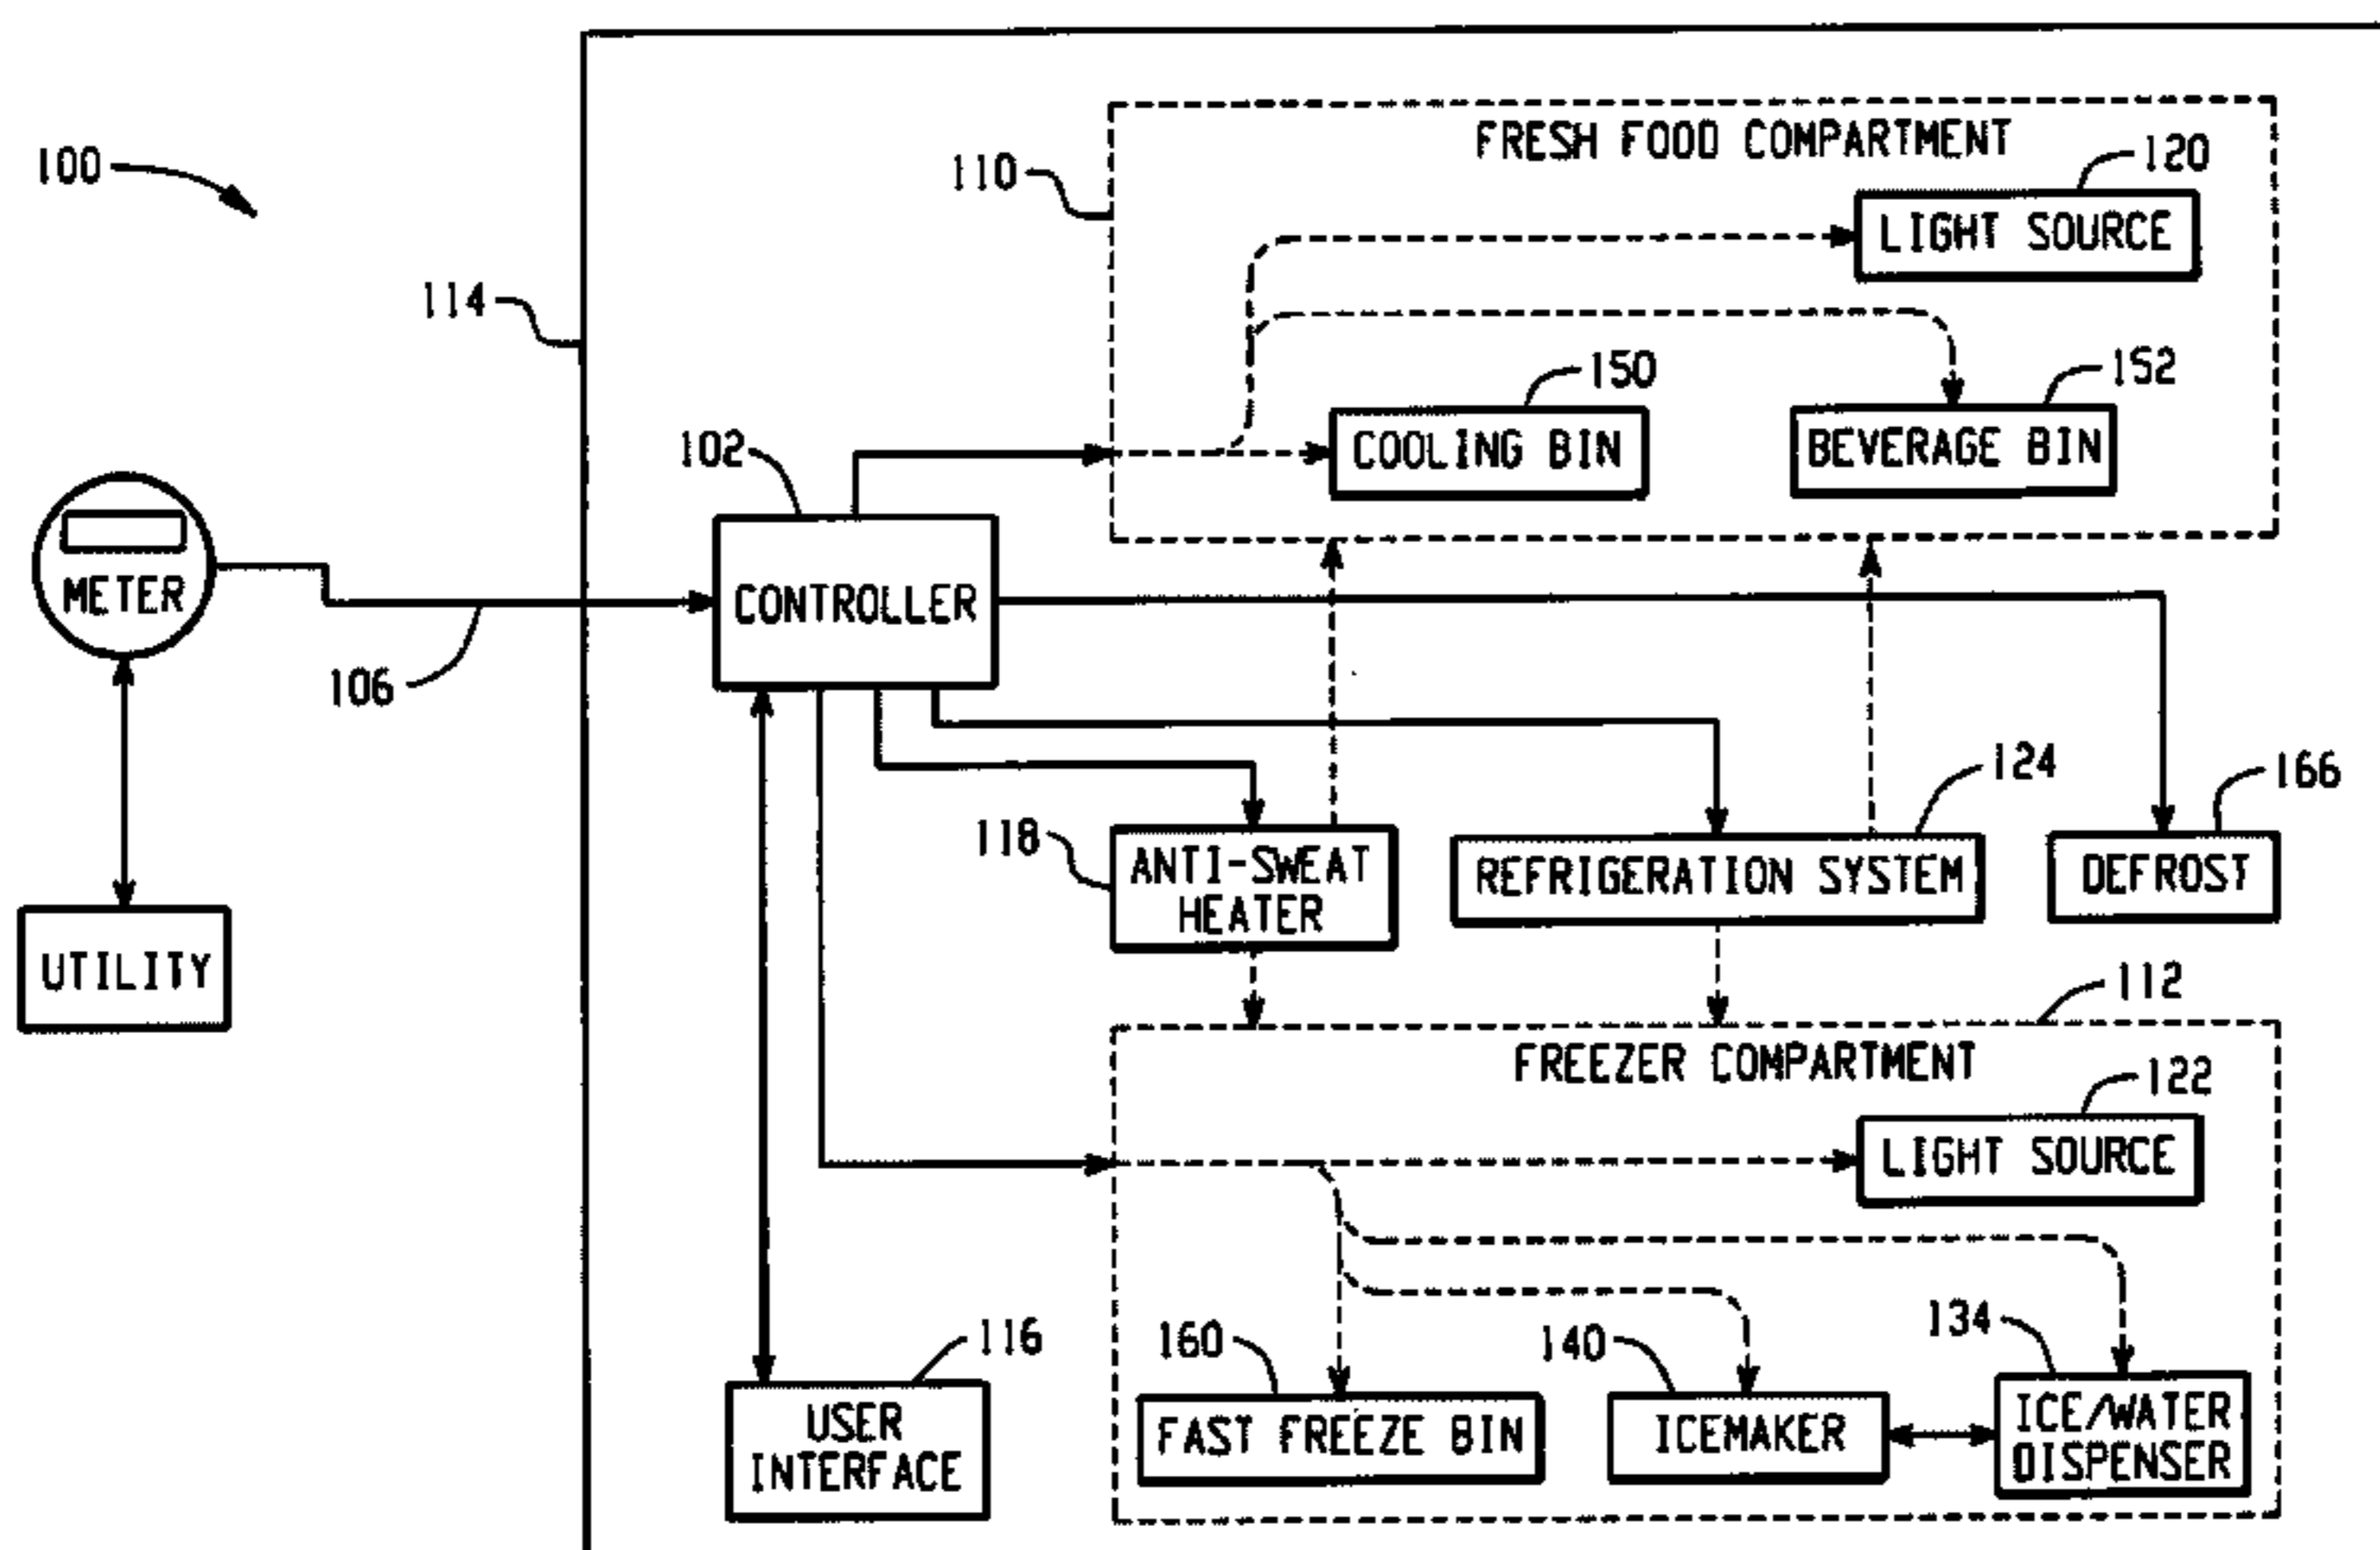 FRESH FOOD COMPARTMENT
100
110
120
LIGHT SOURCE
114
150
152
102
COOLING BIN
BEVERAGE BIN
METER
CONTROLLER
106
124
166
118
ANTI-SWEAT
HEATER
REFRIGERATION SYSTEM
DEFROST
UTILITY
112
FREEZER COMPARTMENT
122
LIGHT SOURCE
116
160
140
134
USER
INTERFACE
FAST FREEZE BIN
ICEMAKER
ICE/WATER
DISPENSER